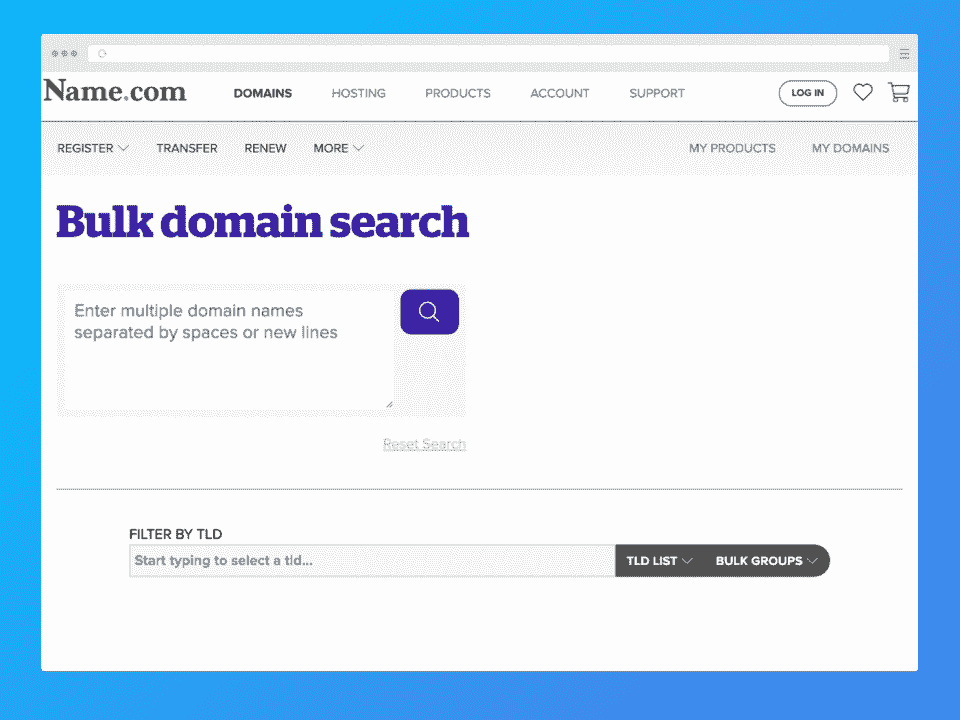 Name.com
DOMAINS
HOSTING
PRODUCTS
ACCOUNT
SUPPORT
LOG IN
REGISTER
TRANSFER
RENEW
MORE
MY PRODUCTS
MY DOMAINS
Bulk domain search
Enter multiple domain names
separated by spaces or new lines
Reset Search
FILTER BY TLD
Start typing to select a tld...
TLD LIST
BULK GROUPS